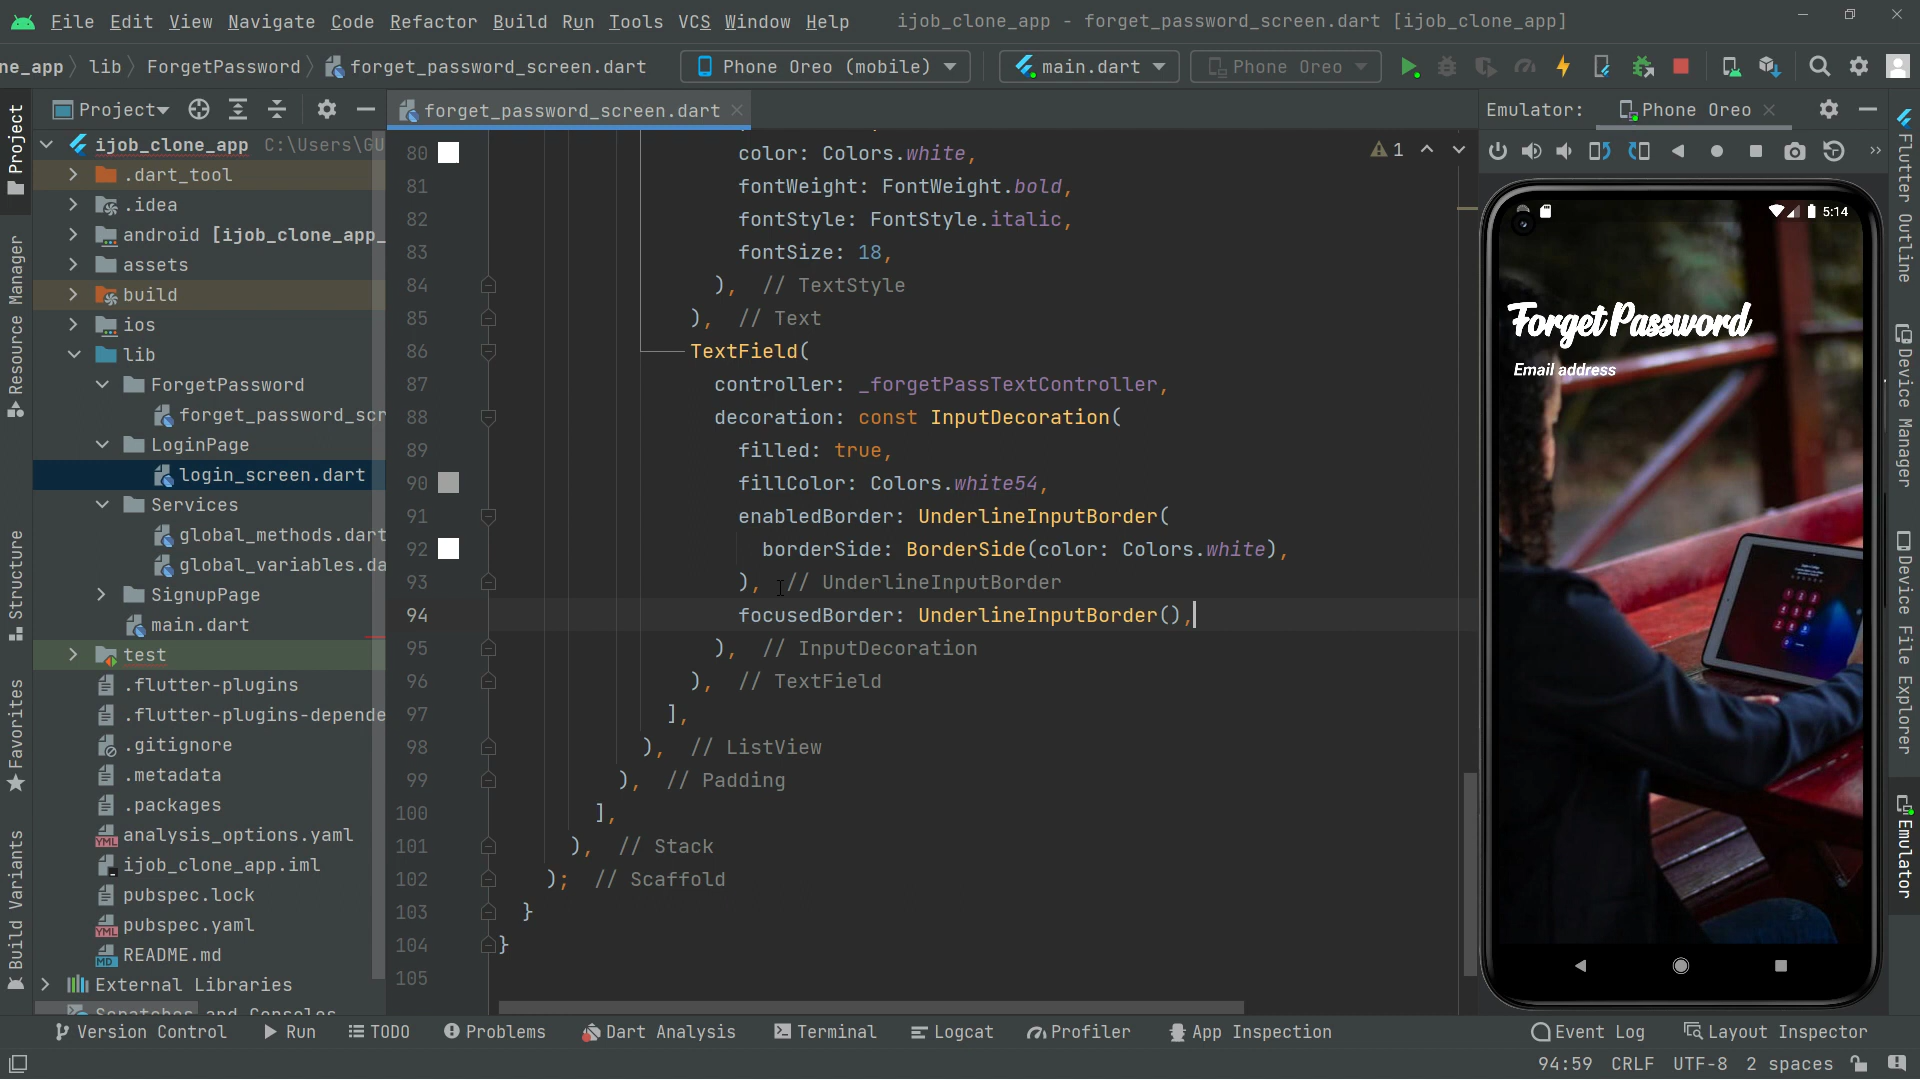 File Edit View Navigate Code Refactor Build Run Tools VCS Window Help ijob_clone_app - forget_password_screen.dart [ijob_clone_app]
ne_app lib ForgetPassword forget_password_screen.dart Phone Oreo (mobile) main.dart Phone Oreo
Project
forget_password_screen.dart
Emulator: Phone Oreo
ijob_clone_app C:\Users\GU
.dart_tool
.idea
android [ijob_clone_app_
assets
build
ios
lib
ForgetPassword
forget_password_scr
LoginPage
login_screen.dart
Services
global_methods.dart
global_variables.da
SignupPage
main.dart
test
.flutter-plugins
.flutter-plugins-depende
.gitignore
.metadata
.packages
analysis_options.yaml
ijob_clone_app.iml
pubspec.lock
pubspec.yaml
README.md
External Libraries
Scratches and Consoles
Project
Resource Manager
Structure
Favorites
Build Variants
1
80 color: Colors.white,
81 fontWeight: FontWeight.bold,
82 fontStyle: FontStyle.italic,
83 fontSize: 18,
84 ), // TextStyle
85 ), // Text
86 TextField(
87 controller: _forgetPassTextController,
88 decoration: const InputDecoration(
89 filled: true,
90 fillColor: Colors.white54,
91 enabledBorder: UnderlineInputBorder(
92 borderSide: BorderSide(color: Colors.white),
93 ), // UnderlineInputBorder
94 focusedBorder: UnderlineInputBorder(),
95 ), // InputDecoration
96 ), // TextField
97 ],
98 ), // ListView
99 ), // Padding
100 ],
101 ), // Stack
102 ); // Scaffold
103 }
104 }
105
5:14
Forget Password
Email address
Flutter Outline
Device Manager
Device File Explorer
Emulator
Version Control Run TODO Problems Dart Analysis Terminal Logcat Profiler App Inspection Event Log Layout Inspector
94:59 CRLF UTF-8 2 spaces